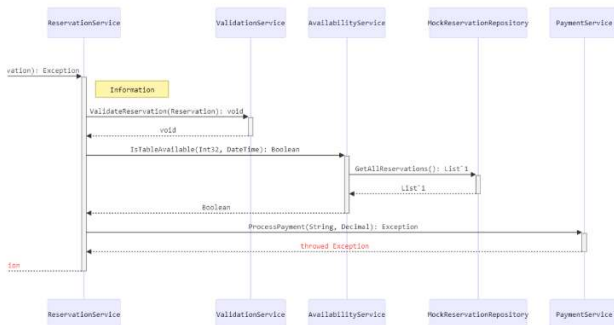 ReservationService ValidationService AvailabilityService MockReservationRepository PaymentService
vation): Exception
Information
ValidateReservation(Reservation): void
void
IsTableAvailable(Int32, DateTime): Boolean
GetAllReservations(): List`1
List`1
Boolean
ProcessPayment(String, Decimal): Exception
throwed Exception
tion
ReservationService ValidationService AvailabilityService MockReservationRepository PaymentService